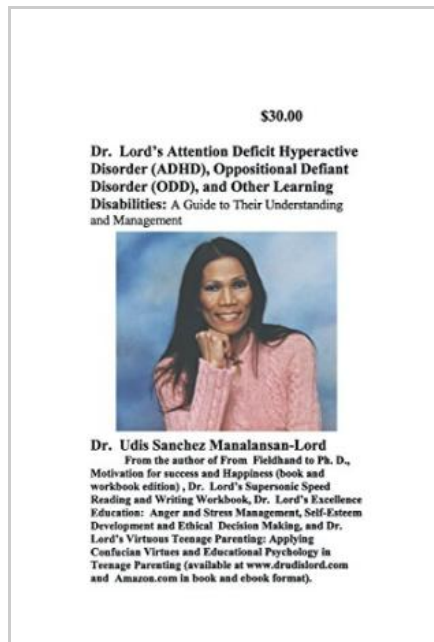 $30.00
Dr. Lord's Attention Deficit Hyperactive
Disorder (ADHD), Oppositional Defiant
Disorder (ODD), and Other Learning
Disabilities: A Guide to Their Understanding
and Management
Dr. Udis Sanchez Manalansan-Lord
From the author of From Fieldhand to Ph. D.,
Motivation for success and Happiness (book and
workbook edition) , Dr. Lord's Supersonic Speed
Reading and Writing Workbook, Dr. Lord's Excellence
Education: Anger and Stress Management, Self-Esteem
Development and Ethical Decision Making, and Dr.
Lord's Virtuous Teenage Parenting: Applying
Confucian Virtues and Educational Psychology in
Teenage Parenting (available at www.drudislord.com
and Amazon.com in book and ebook format).